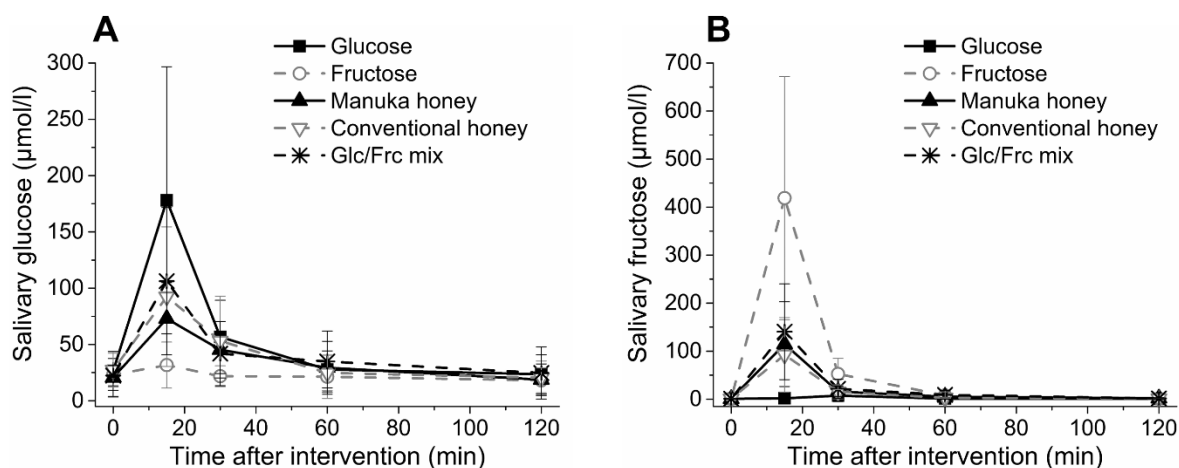 A
Glucose
Fructose
Manuka honey
Conventional honey
Glc/Frc mix
300
250
200
150
100
50
0
Salivary glucose (µmol/l)
0 20 40 60 80 100 120
Time after intervention (min)
B
Glucose
Fructose
Manuka honey
Conventional honey
Glc/Frc mix
700
600
500
400
300
200
100
0
Salivary fructose (µmol/l)
0 20 40 60 80 100 120
Time after intervention (min)